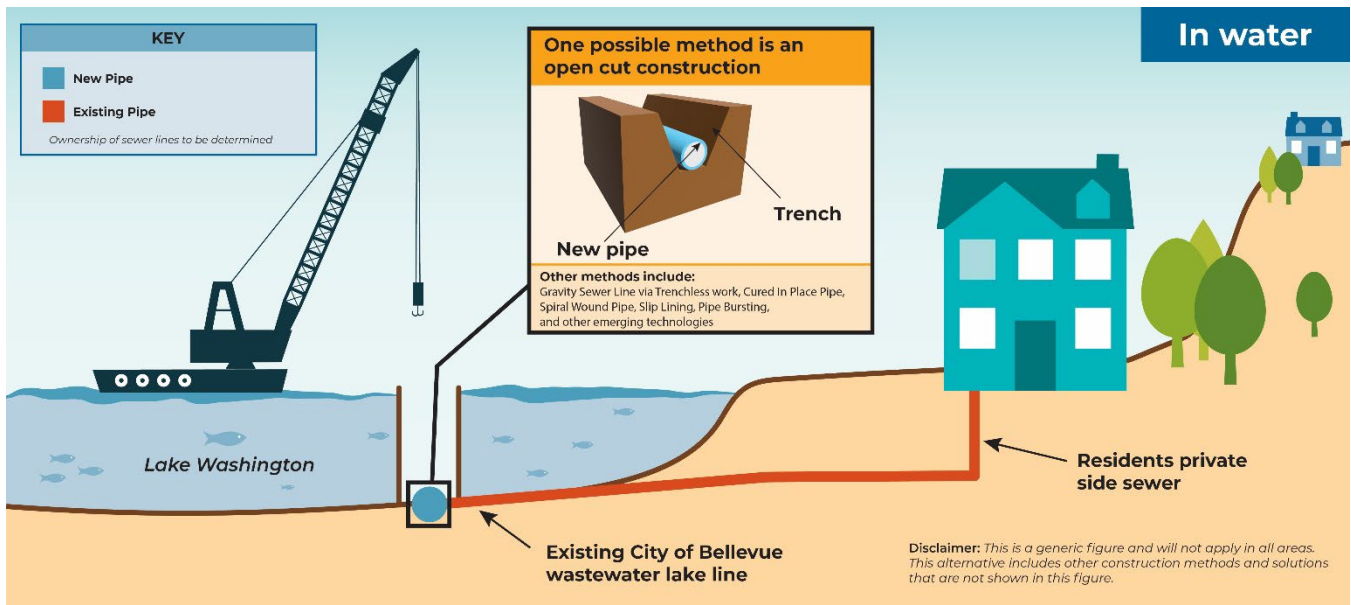 In water
KEY
New Pipe
Existing Pipe
Ownership of sewer lines to be determined
One possible method is an
open cut construction
Trench
New pipe
Other methods include:
Gravity Sewer Line via Trenchless work, Cured In Place Pipe,
Spiral Wound Pipe, Slip Lining, Pipe Bursting,
and other emerging technologies
Lake Washington
Residents private
side sewer
Existing City of Bellevue
wastewater lake line
Disclaimer: This is a generic figure and will not apply in all areas.
This alternative includes other construction methods and solutions
that are not shown in this figure.